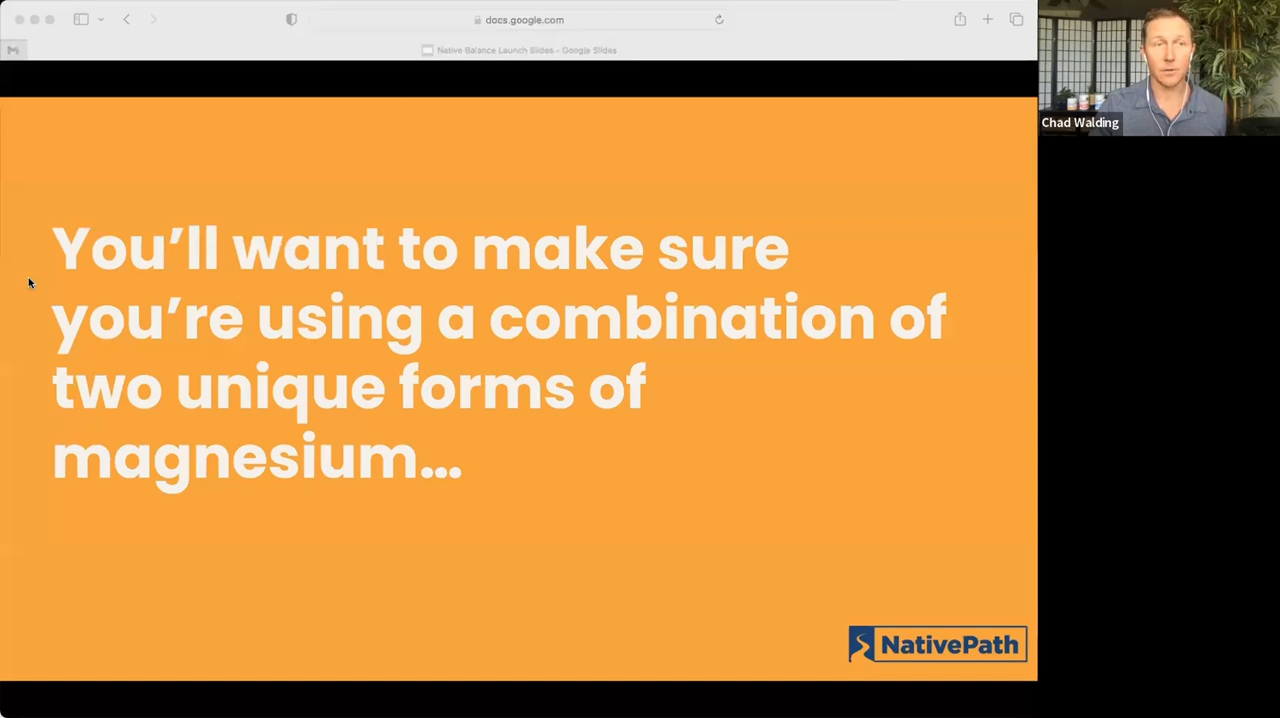 docs.google.com
Native Balance Launch Slides - Google Slides
Chad Walding
You’ll want to make sure
you’re using a combination of
two unique forms of
magnesium…
NativePath